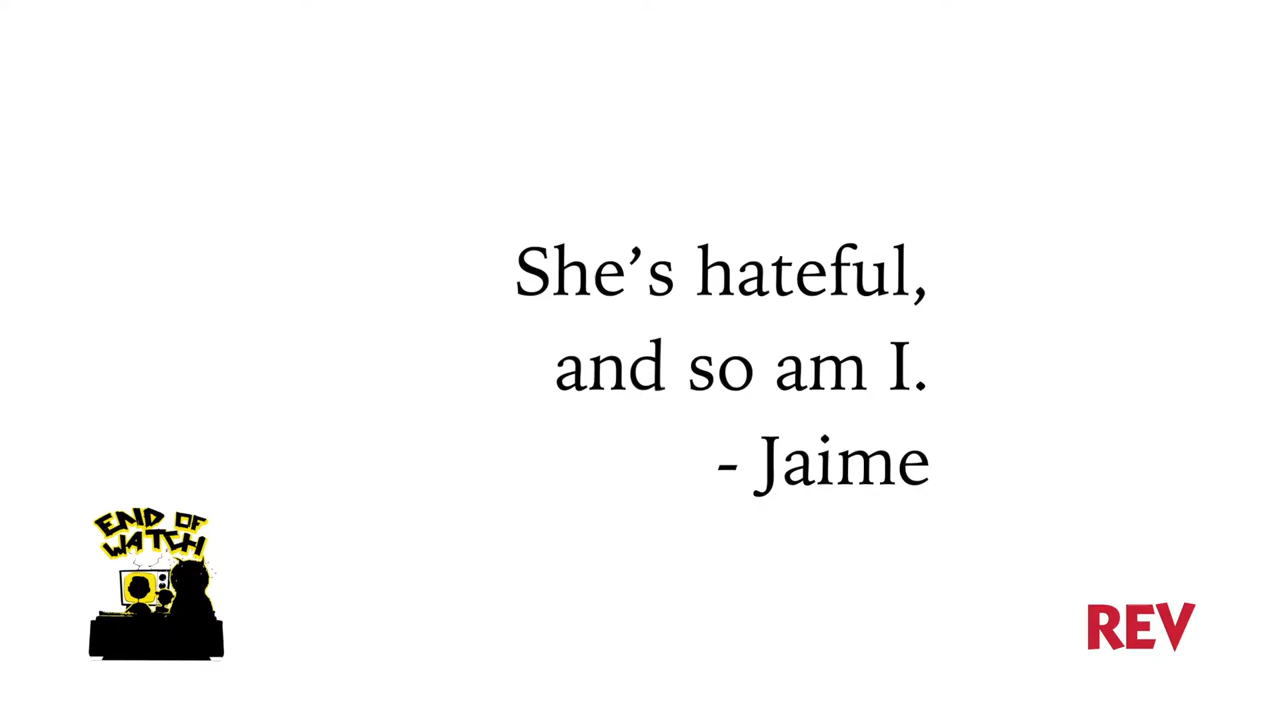 She’s hateful,
and so am I.
- Jaime
END OF
WATCH
REV